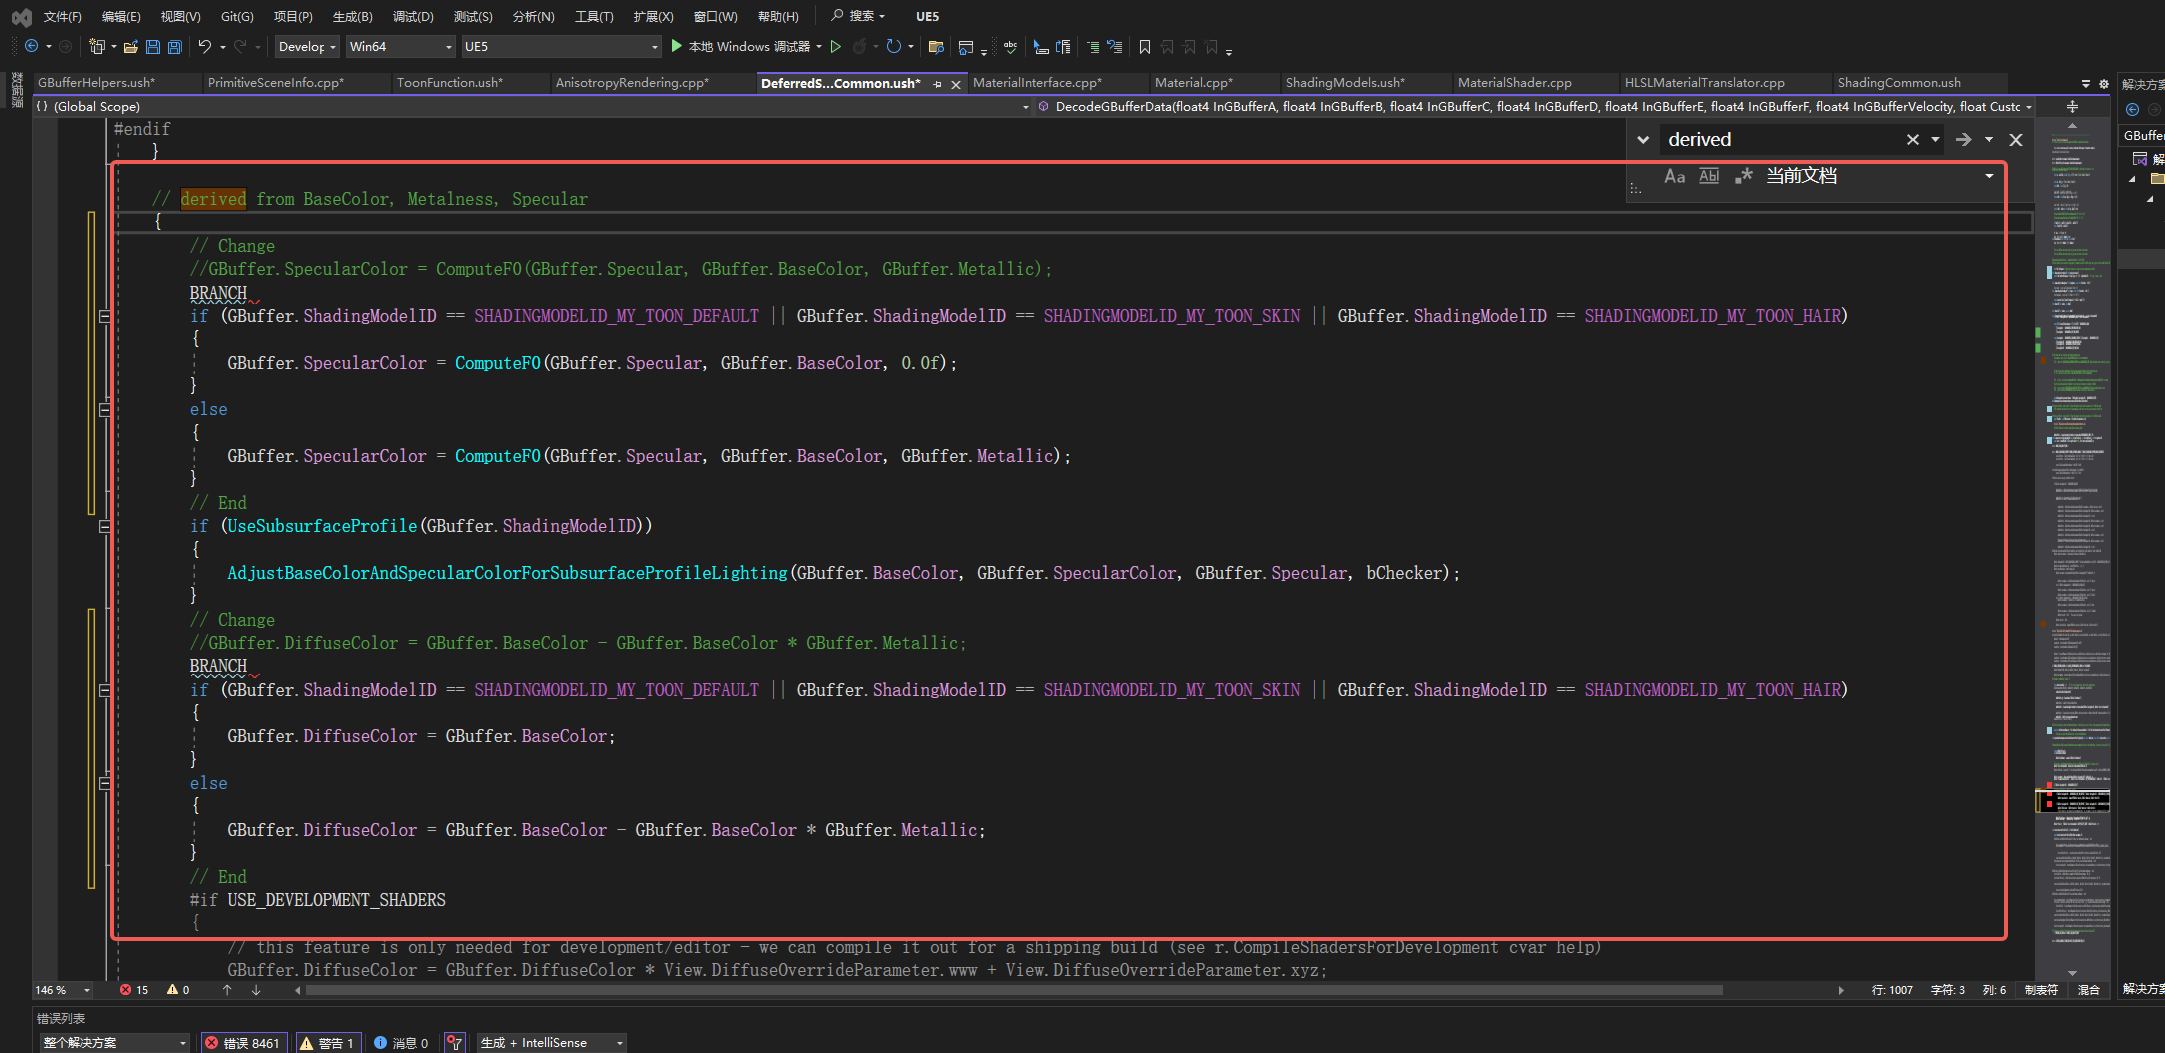 文件(F) 编辑(E) 视图(V) Git(G) 项目(P) 生成(B) 调试(D) 测试(S) 分析(N) 工具(T) 扩展(X) 窗口(W) 帮助(H) 搜索 UE5
Develop Win64 UE5 本地 Windows 调试器
数据源
GBufferHelpers.ush* PrimitiveSceneInfo.cpp* ToonFunction.ush* AnisotropyRendering.cpp* DeferredS...Common.ush* MaterialInterface.cpp* Material.cpp* ShadingModels.ush* MaterialShader.cpp HLSLMaterialTranslator.cpp ShadingCommon.ush 解决方案
(Global Scope) DecodeGBufferData(float4 InGBufferA, float4 InGBufferB, float4 InGBufferC, float4 InGBufferD, float4 InGBufferE, float4 InGBufferF, float4 InGBufferVelocity, float Custc
derived
Aa Abl 当前文档
GBuffer
解
#endif
}
// derived from BaseColor, Metalness, Specular
{
// Change
//GBuffer.SpecularColor = ComputeF0(GBuffer.Specular, GBuffer.BaseColor, GBuffer.Metallic);
BRANCH
if (GBuffer.ShadingModelID == SHADINGMODELID_MY_TOON_DEFAULT || GBuffer.ShadingModelID == SHADINGMODELID_MY_TOON_SKIN || GBuffer.ShadingModelID == SHADINGMODELID_MY_TOON_HAIR)
{
GBuffer.SpecularColor = ComputeF0(GBuffer.Specular, GBuffer.BaseColor, 0.0f);
}
else
{
GBuffer.SpecularColor = ComputeF0(GBuffer.Specular, GBuffer.BaseColor, GBuffer.Metallic);
}
// End
if (UseSubsurfaceProfile(GBuffer.ShadingModelID))
{
AdjustBaseColorAndSpecularColorForSubsurfaceProfileLighting(GBuffer.BaseColor, GBuffer.SpecularColor, GBuffer.Specular, bChecker);
}
// Change
//GBuffer.DiffuseColor = GBuffer.BaseColor - GBuffer.BaseColor * GBuffer.Metallic;
BRANCH
if (GBuffer.ShadingModelID == SHADINGMODELID_MY_TOON_DEFAULT || GBuffer.ShadingModelID == SHADINGMODELID_MY_TOON_SKIN || GBuffer.ShadingModelID == SHADINGMODELID_MY_TOON_HAIR)
{
GBuffer.DiffuseColor = GBuffer.BaseColor;
}
else
{
GBuffer.DiffuseColor = GBuffer.BaseColor - GBuffer.BaseColor * GBuffer.Metallic;
}
// End
#if USE_DEVELOPMENT_SHADERS
{
// this feature is only needed for development/editor - we can compile it out for a shipping build (see r.CompileShadersForDevelopment cvar help)
GBuffer.DiffuseColor = GBuffer.DiffuseColor * View.DiffuseOverrideParameter.www + View.DiffuseOverrideParameter.xyz;
146 % 15 0 行: 1007 字符: 3 列: 6 制表符 混合 解决方案
错误列表
整个解决方案 错误 8461 警告 1 消息 0 生成 + IntelliSense